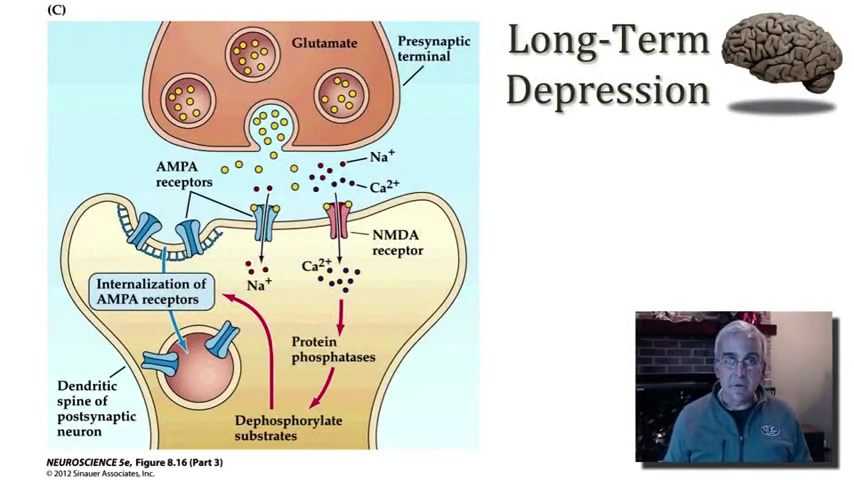 (C)
Long-Term
Depression
Glutamate
Presynaptic
terminal
AMPA
receptors
Na⁺
Ca²⁺
NMDA
receptor
Na⁺
Ca²⁺
Internalization of
AMPA receptors
Protein
phosphatases
Dendritic
spine of
postsynaptic
neuron
Dephosphorylate
substrates
NEUROSCIENCE 5e, Figure 8.16 (Part 3)
© 2012 Sinauer Associates, Inc.